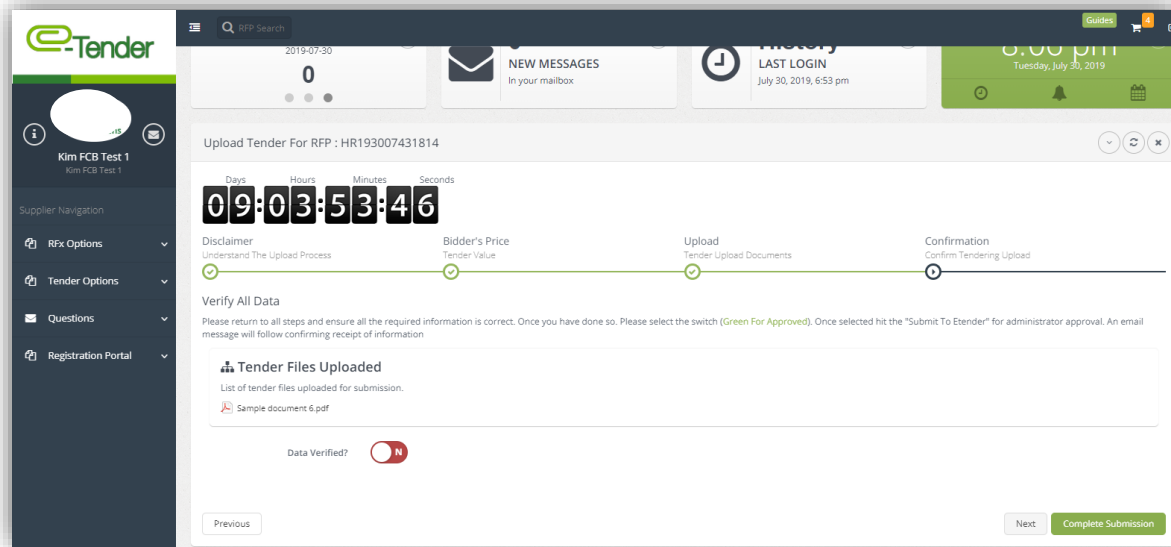 e-Tender
RFP Search
Guides
4
2019-07-30
0
NEW MESSAGES
In your mailbox
History
LAST LOGIN
July 30, 2019, 6:53 pm
8:00 pm
Tuesday, July 30, 2019
Kim FCB Test 1
Kim FCB Test 1
Supplier Navigation
RFx Options
Tender Options
Questions
Registration Portal
Upload Tender For RFP : HR193007431814
Days Hours Minutes Seconds
09:03:53:46
Disclaimer
Understand The Upload Process
Bidder's Price
Tender Value
Upload
Tender Upload Documents
Confirmation
Confirm Tendering Upload
Verify All Data
Please return to all steps and ensure all the required information is correct. Once you have done so. Please select the switch (Green For Approved). Once selected hit the "Submit To Etender" for administrator approval. An email
message will follow confirming receipt of information
Tender Files Uploaded
List of tender files uploaded for submission.
Sample document 6.pdf
Data Verified? N
Previous
Next
Complete Submission